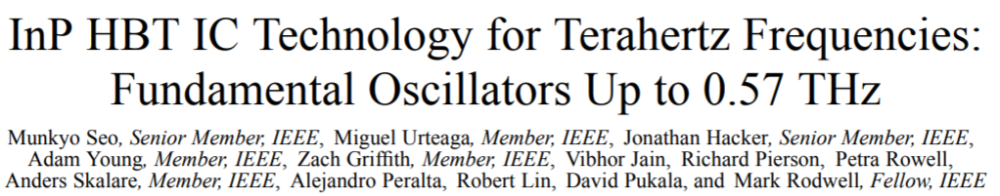 InP HBT IC Technology for Terahertz Frequencies:
Fundamental Oscillators Up to 0.57 THz
Munkyo Seo, Senior Member, IEEE, Miguel Urteaga, Member, IEEE, Jonathan Hacker, Senior Member, IEEE,
Adam Young, Member, IEEE, Zach Griffith, Member, IEEE, Vibhor Jain, Richard Pierson, Petra Rowell,
Anders Skalare, Member, IEEE, Alejandro Peralta, Robert Lin, David Pukala, and Mark Rodwell, Fellow, IEEE